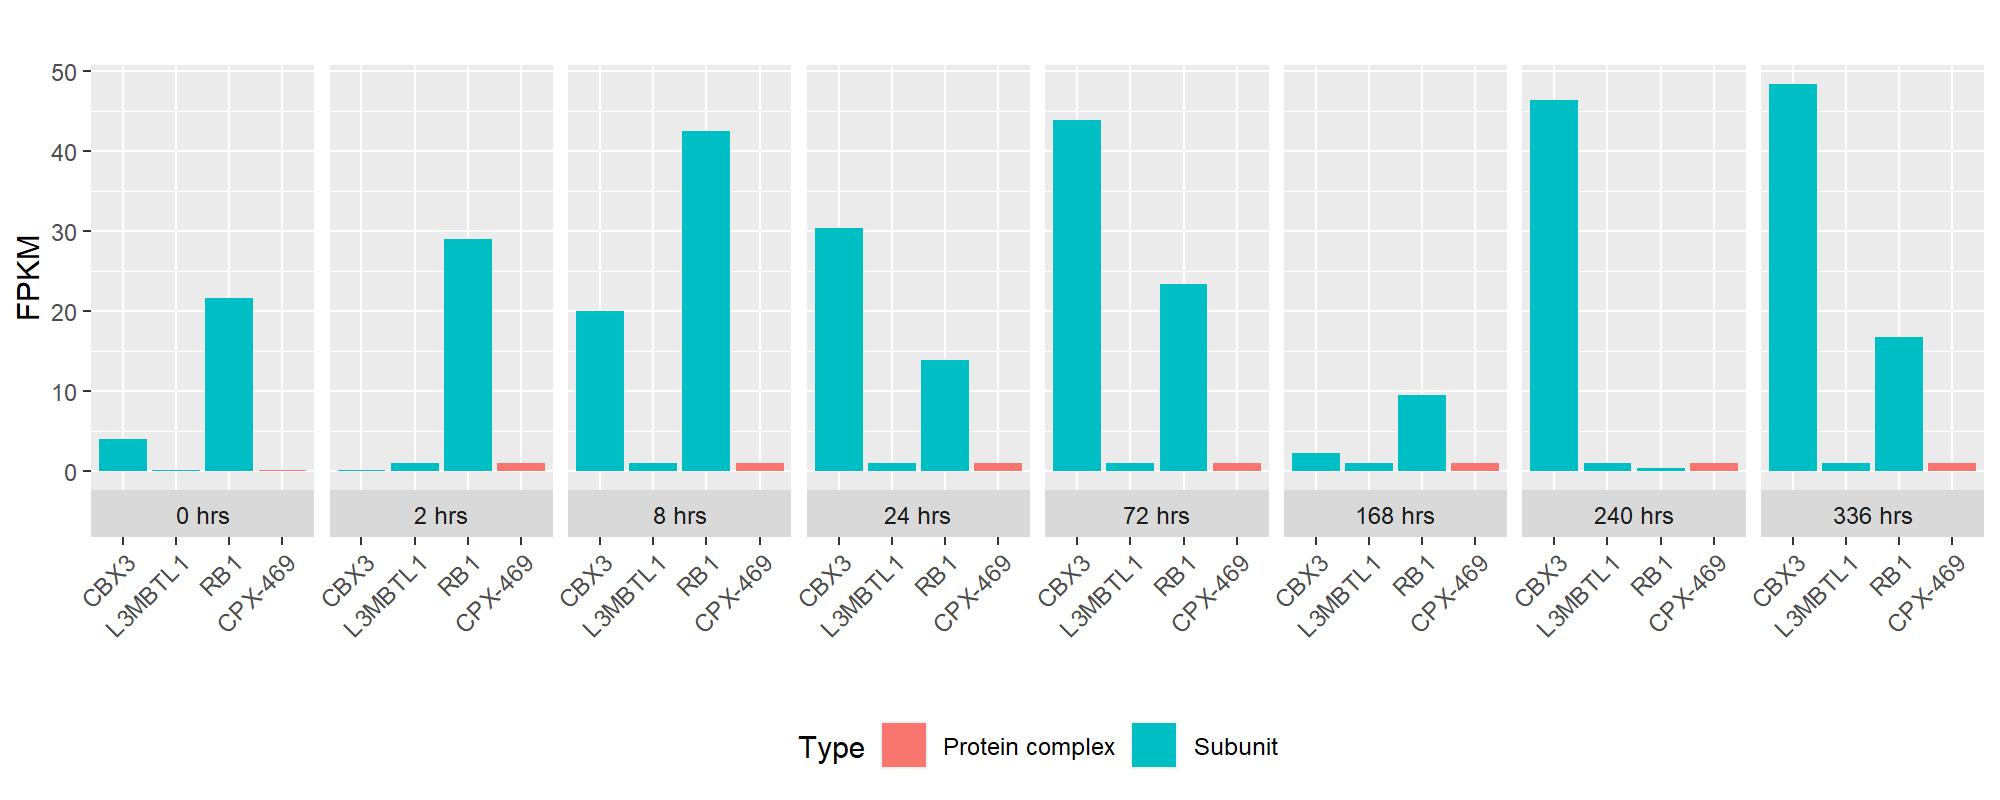 FPKM
50
40
30
20
10
0
0 hrs 2 hrs 8 hrs 24 hrs 72 hrs 168 hrs 240 hrs 336 hrs
CBX3 L3MBTL1 RB1 CPX-469 CBX3 L3MBTL1 RB1 CPX-469 CBX3 L3MBTL1 RB1 CPX-469 CBX3 L3MBTL1 RB1 CPX-469 CBX3 L3MBTL1 RB1 CPX-469 CBX3 L3MBTL1 RB1 CPX-469 CBX3 L3MBTL1 RB1 CPX-469 CBX3 L3MBTL1 RB1 CPX-469
Type Protein complex Subunit